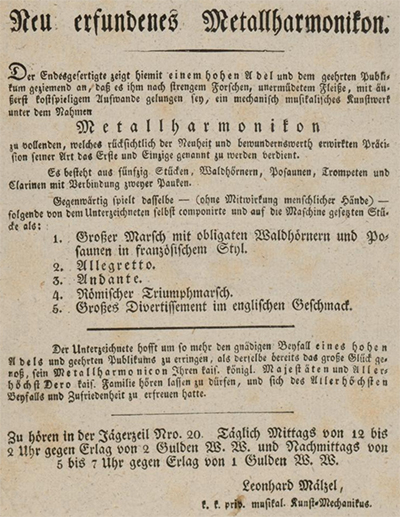 Neu erfundenes Metallharmonikon.
Der Endesgefertigte zeigt hiemit einem hohen Adel und dem geehrten Publi-
kum geziemend an, daß es ihm nach strengem Forschen, unermüdetem Fleiße, mit äu-
ßerst kostspieligem Aufwande gelungen sey, ein mechanisch musikalisches Kunstwerk
unter dem Nahmen
Metallharmonikon
zu vollenden, welches rücksichtlich der Neuheit und bewundernswerth erwirkten Präci-
sion seiner Art das Erste und Einzige genannt zu werden verdient.
Es besteht aus fünfzig Stücken, Waldhörnern, Posaunen, Trompeten und
Clarinen mit Verbindung zweyer Pauken.
Gegenwärtig spielt dasselbe — (ohne Mitwirkung menschlicher Hände) —
folgende von dem Unterzeichneten selbst componirte und auf die Maschine gesetzten Stü-
cke als:
1. Großer Marsch mit obligaten Waldhörnern und Po-
saunen in französischem Styl.
2. Allegretto.
3. Andante.
4. Römischer Triumphmarsch.
5. Großes Divertissement im englischen Geschmack.
Der Unterzeichnete hofft um so mehr den gnädigen Beyfall eines hohen
Adels und geehrten Publikums zu erringen, als derselbe bereits das große Glück ge-
noß, sein Metallharmonicon Ihren kais. königl. Majestäten und Aller-
höchst Dero kais. Familie hören lassen zu dürfen, und sich des Allerhöchsten
Beyfalls und Zufriedenheit zu erfreuen hatte.
Zu hören in der Jägerzeil Nro. 20. Täglich Mittags von 12 bis
2 Uhr gegen Erlag von 2 Gulden W. W. und Nachmittags von
5 bis 7 Uhr gegen Erlag von 1 Gulden W. W.
Leonhard Mälzel,
k. k. priv. musikal. Kunst-Mechanikus.